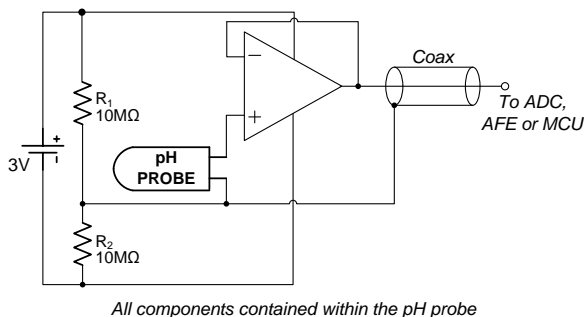 Coax
R1
10MΩ
To ADC,
AFE or MCU
+
-
3V
−
+
pH
PROBE
R2
10MΩ
All components contained within the pH probe